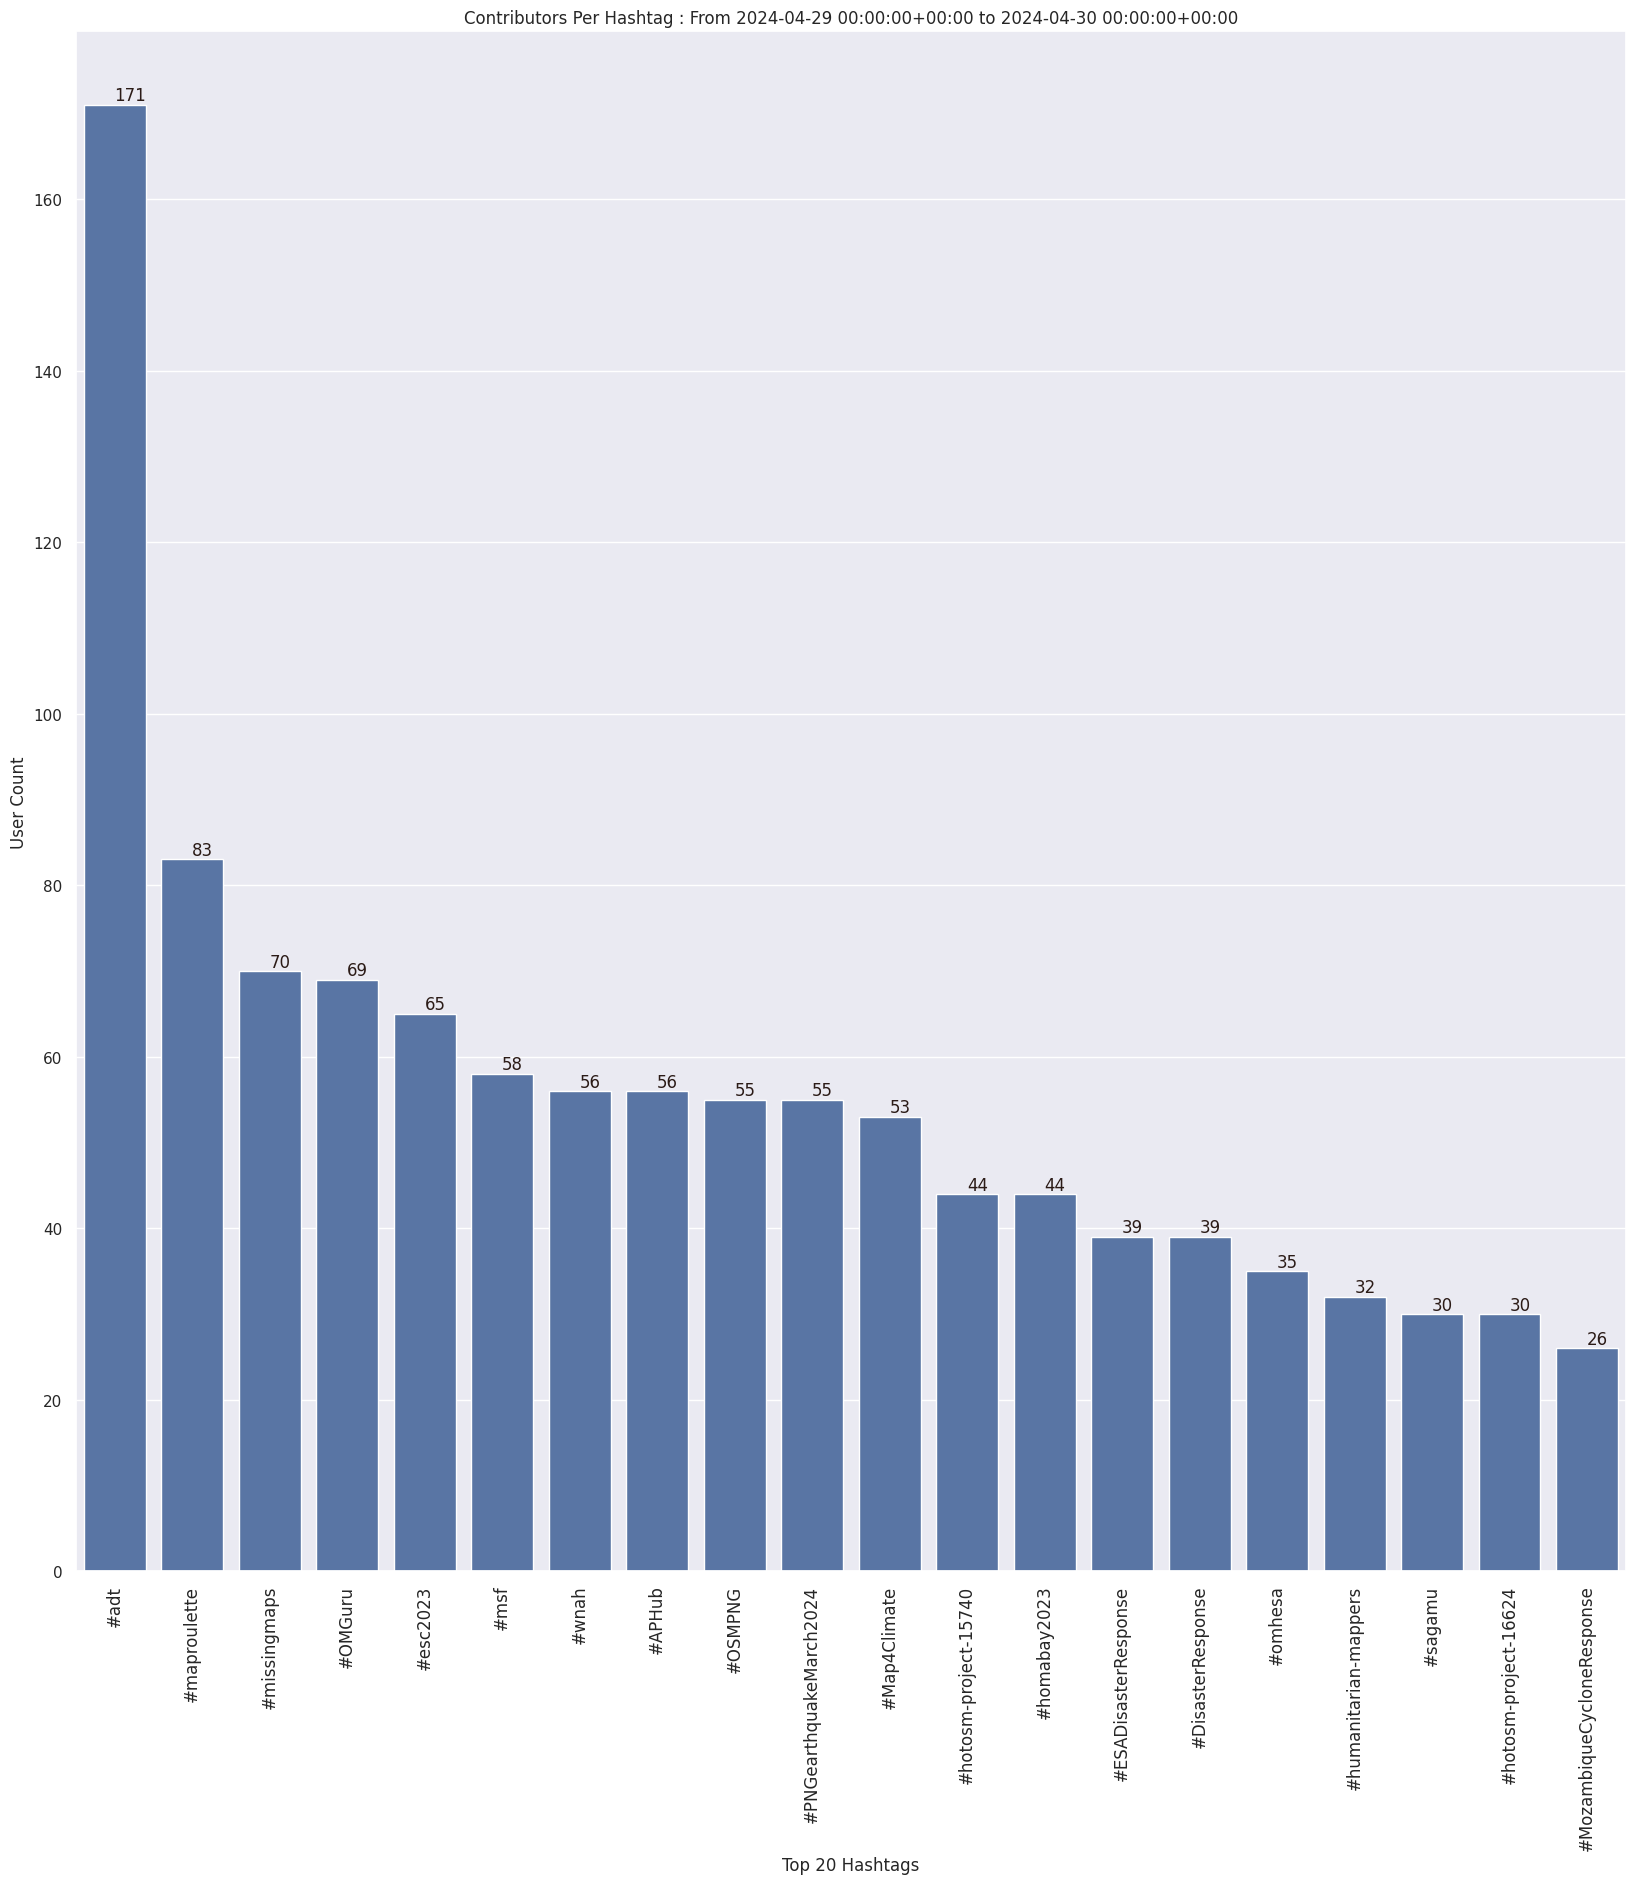 Contributors Per Hashtag : From 2024-04-29 00:00:00+00:00 to 2024-04-30 00:00:00+00:00
171
160
140
120
100
User Count
83
80
70
69
65
60
58
56
56
55
55
53
44
44
40
39
39
35
32
30
30
26
20
0
#adt
#maproulette
#missingmaps
#OMGuru
#esc2023
#msf
#wnah
#APHub
#OSMPNG
#PNGearthquakeMarch2024
#Map4Climate
#hotosm-project-15740
#homabay2023
#ESADisasterResponse
#DisasterResponse
#omhesa
#humanitarian-mappers
#sagamu
#hotosm-project-16624
#MozambiqueCycloneResponse
Top 20 Hashtags